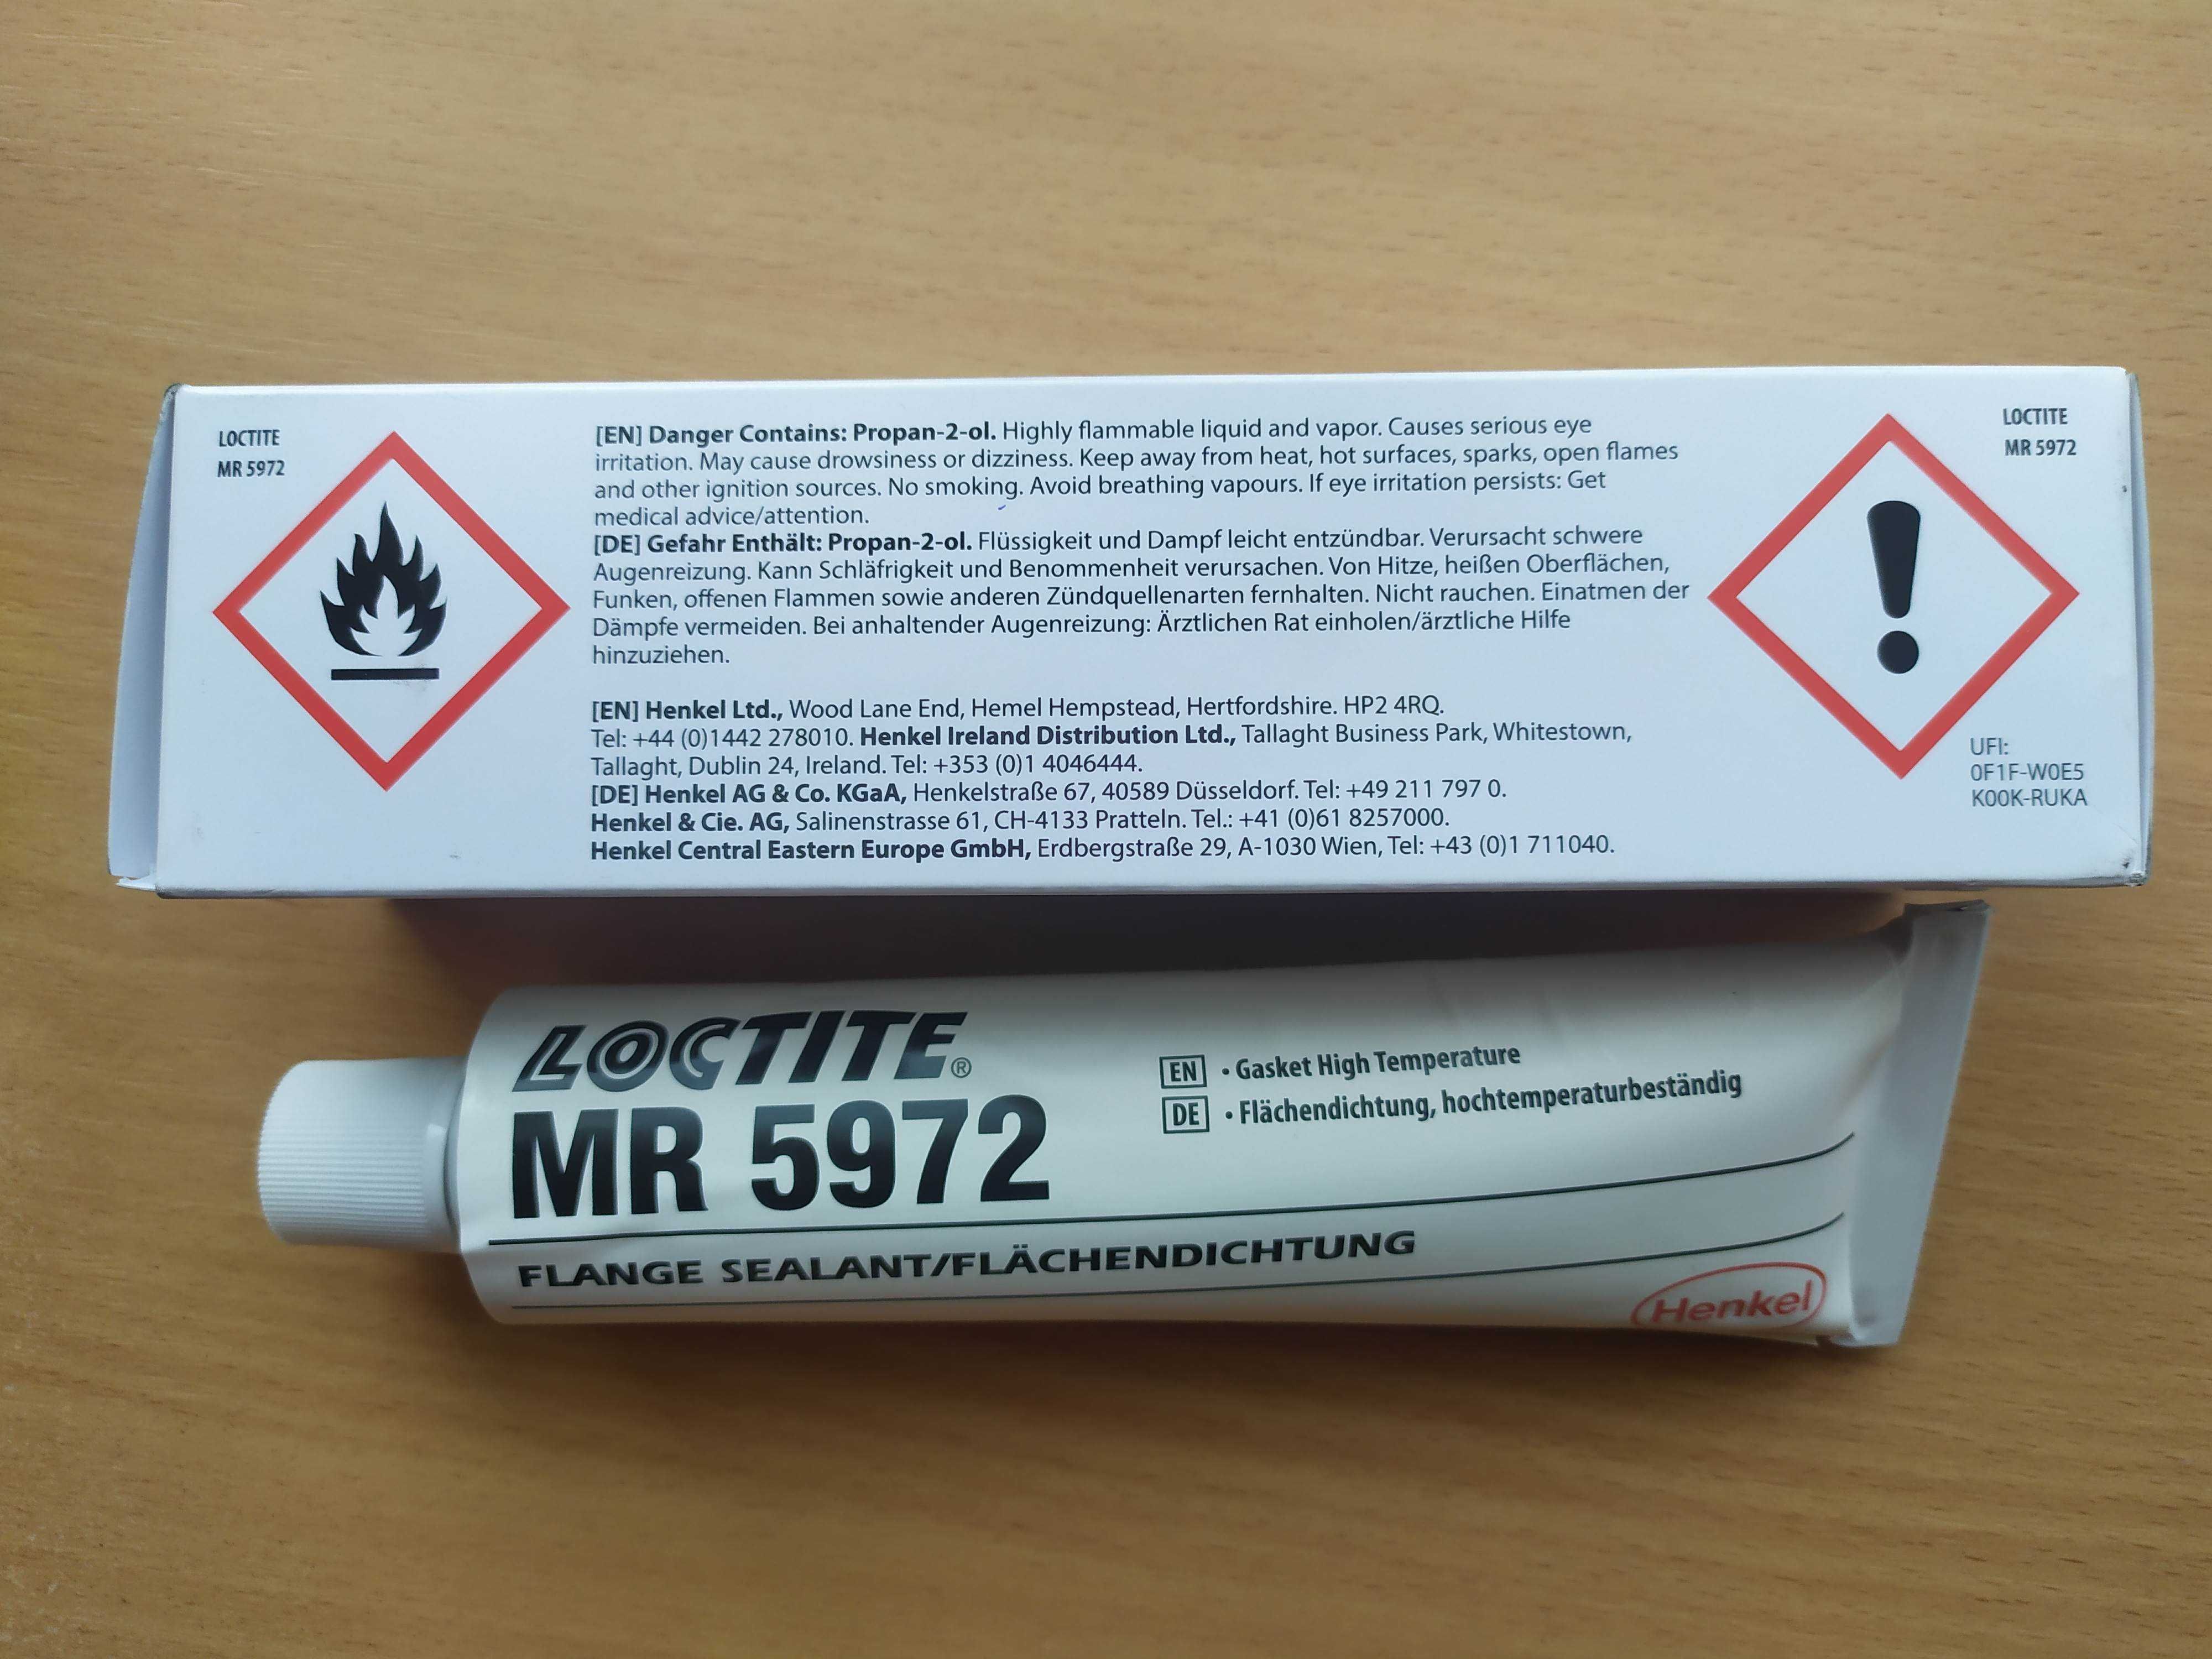 LOCTITE
MR 5972
[EN] Danger Contains: Propan-2-ol. Highly flammable liquid and vapor. Causes serious eye
irritation. May cause drowsiness or dizziness. Keep away from heat, hot surfaces, sparks, open flames
and other ignition sources. No smoking. Avoid breathing vapours. If eye irritation persists: Get
medical advice/attention.
[DE] Gefahr Enthält: Propan-2-ol. Flüssigkeit und Dampf leicht entzündbar. Verursacht schwere
Augenreizung. Kann Schläfrigkeit und Benommenheit verursachen. Von Hitze, heißen Oberflächen,
Funken, offenen Flammen sowie anderen Zündquellenarten fernhalten. Nicht rauchen. Einatmen der
Dämpfe vermeiden. Bei anhaltender Augenreizung: Ärztlichen Rat einholen/ärztliche Hilfe
hinzuziehen.
[EN] Henkel Ltd., Wood Lane End, Hemel Hempstead, Hertfordshire. HP2 4RQ.
Tel: +44 (0)1442 278010. Henkel Ireland Distribution Ltd., Tallaght Business Park, Whitestown,
Tallaght, Dublin 24, Ireland. Tel: +353 (0)1 4046444.
[DE] Henkel AG & Co. KGaA, Henkelstraße 67, 40589 Düsseldorf. Tel: +49 211 797 0.
Henkel & Cie. AG, Salinenstrasse 61, CH-4133 Pratteln. Tel.: +41 (0)61 8257000.
Henkel Central Eastern Europe GmbH, Erdbergstraße 29, A-1030 Wien, Tel: +43 (0)1 711040.
LOCTITE
MR 5972
UFI:
0F1F-W0E5
K00K-RUKA
LOCTITE®
MR 5972
EN • Gasket High Temperature
DE • Flächendichtung, hochtemperaturbeständig
FLANGE SEALANT/FLÄCHENDICHTUNG
Henkel